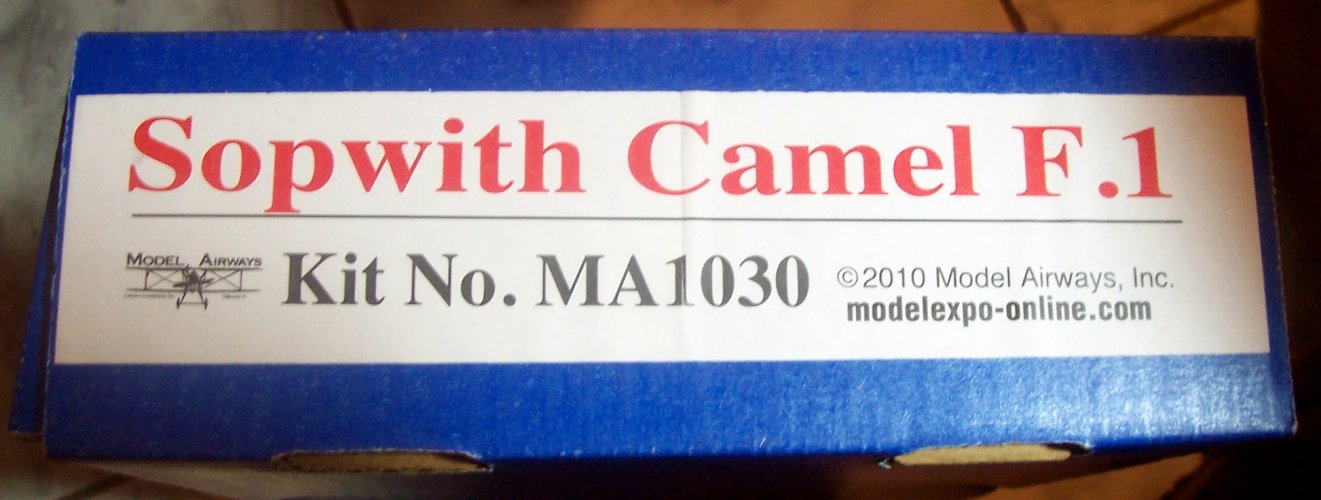 Sopwith Camel F.1
MODEL AIRWAYS
Kit No. MA1030
©2010 Model Airways, Inc.
modelexpo-online.com